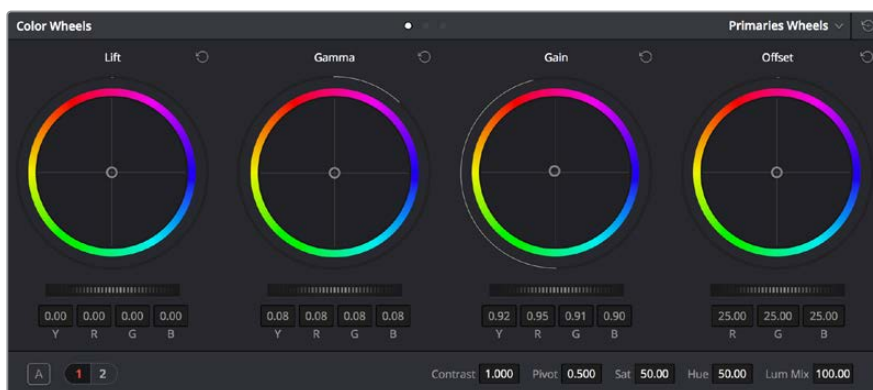 Color Wheels Primaries Wheels
Lift Gamma Gain Offset
0.00 0.00 0.00 0.00 0.08 0.08 0.08 0.08 0.92 0.95 0.91 0.90 25.00 25.00 25.00
Y R G B Y R G B Y R G B R G B
A 1 2 Contrast 1.000 Pivot 0.500 Sat 50.00 Hue 50.00 Lum Mix 100.00